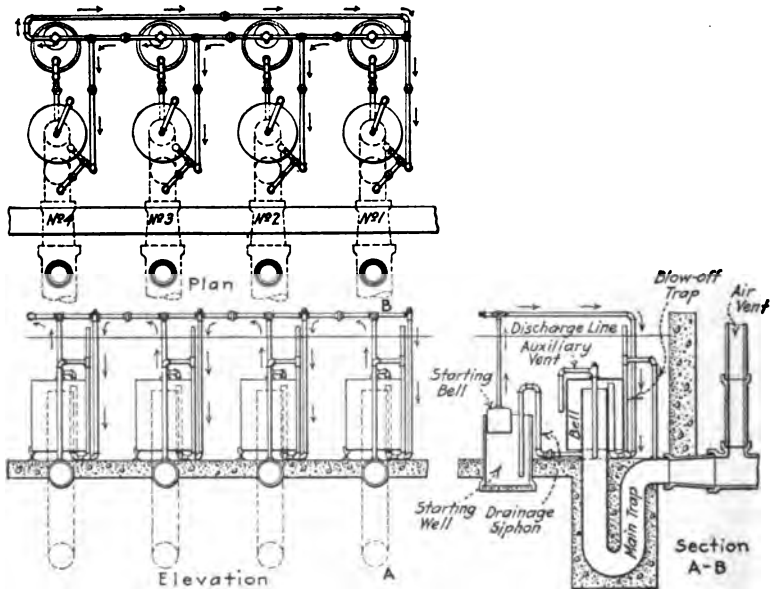 Nº4 Nº3 Nº2 Nº1
Plan
B
A
Elevation
Blow-off
Trap
Air
Vent
Discharge Line
Auxiliary
Vent
Starting
Bell
Bell
A
Starting
Well
Drainage
Siphon
Main Trap
Section
A-B